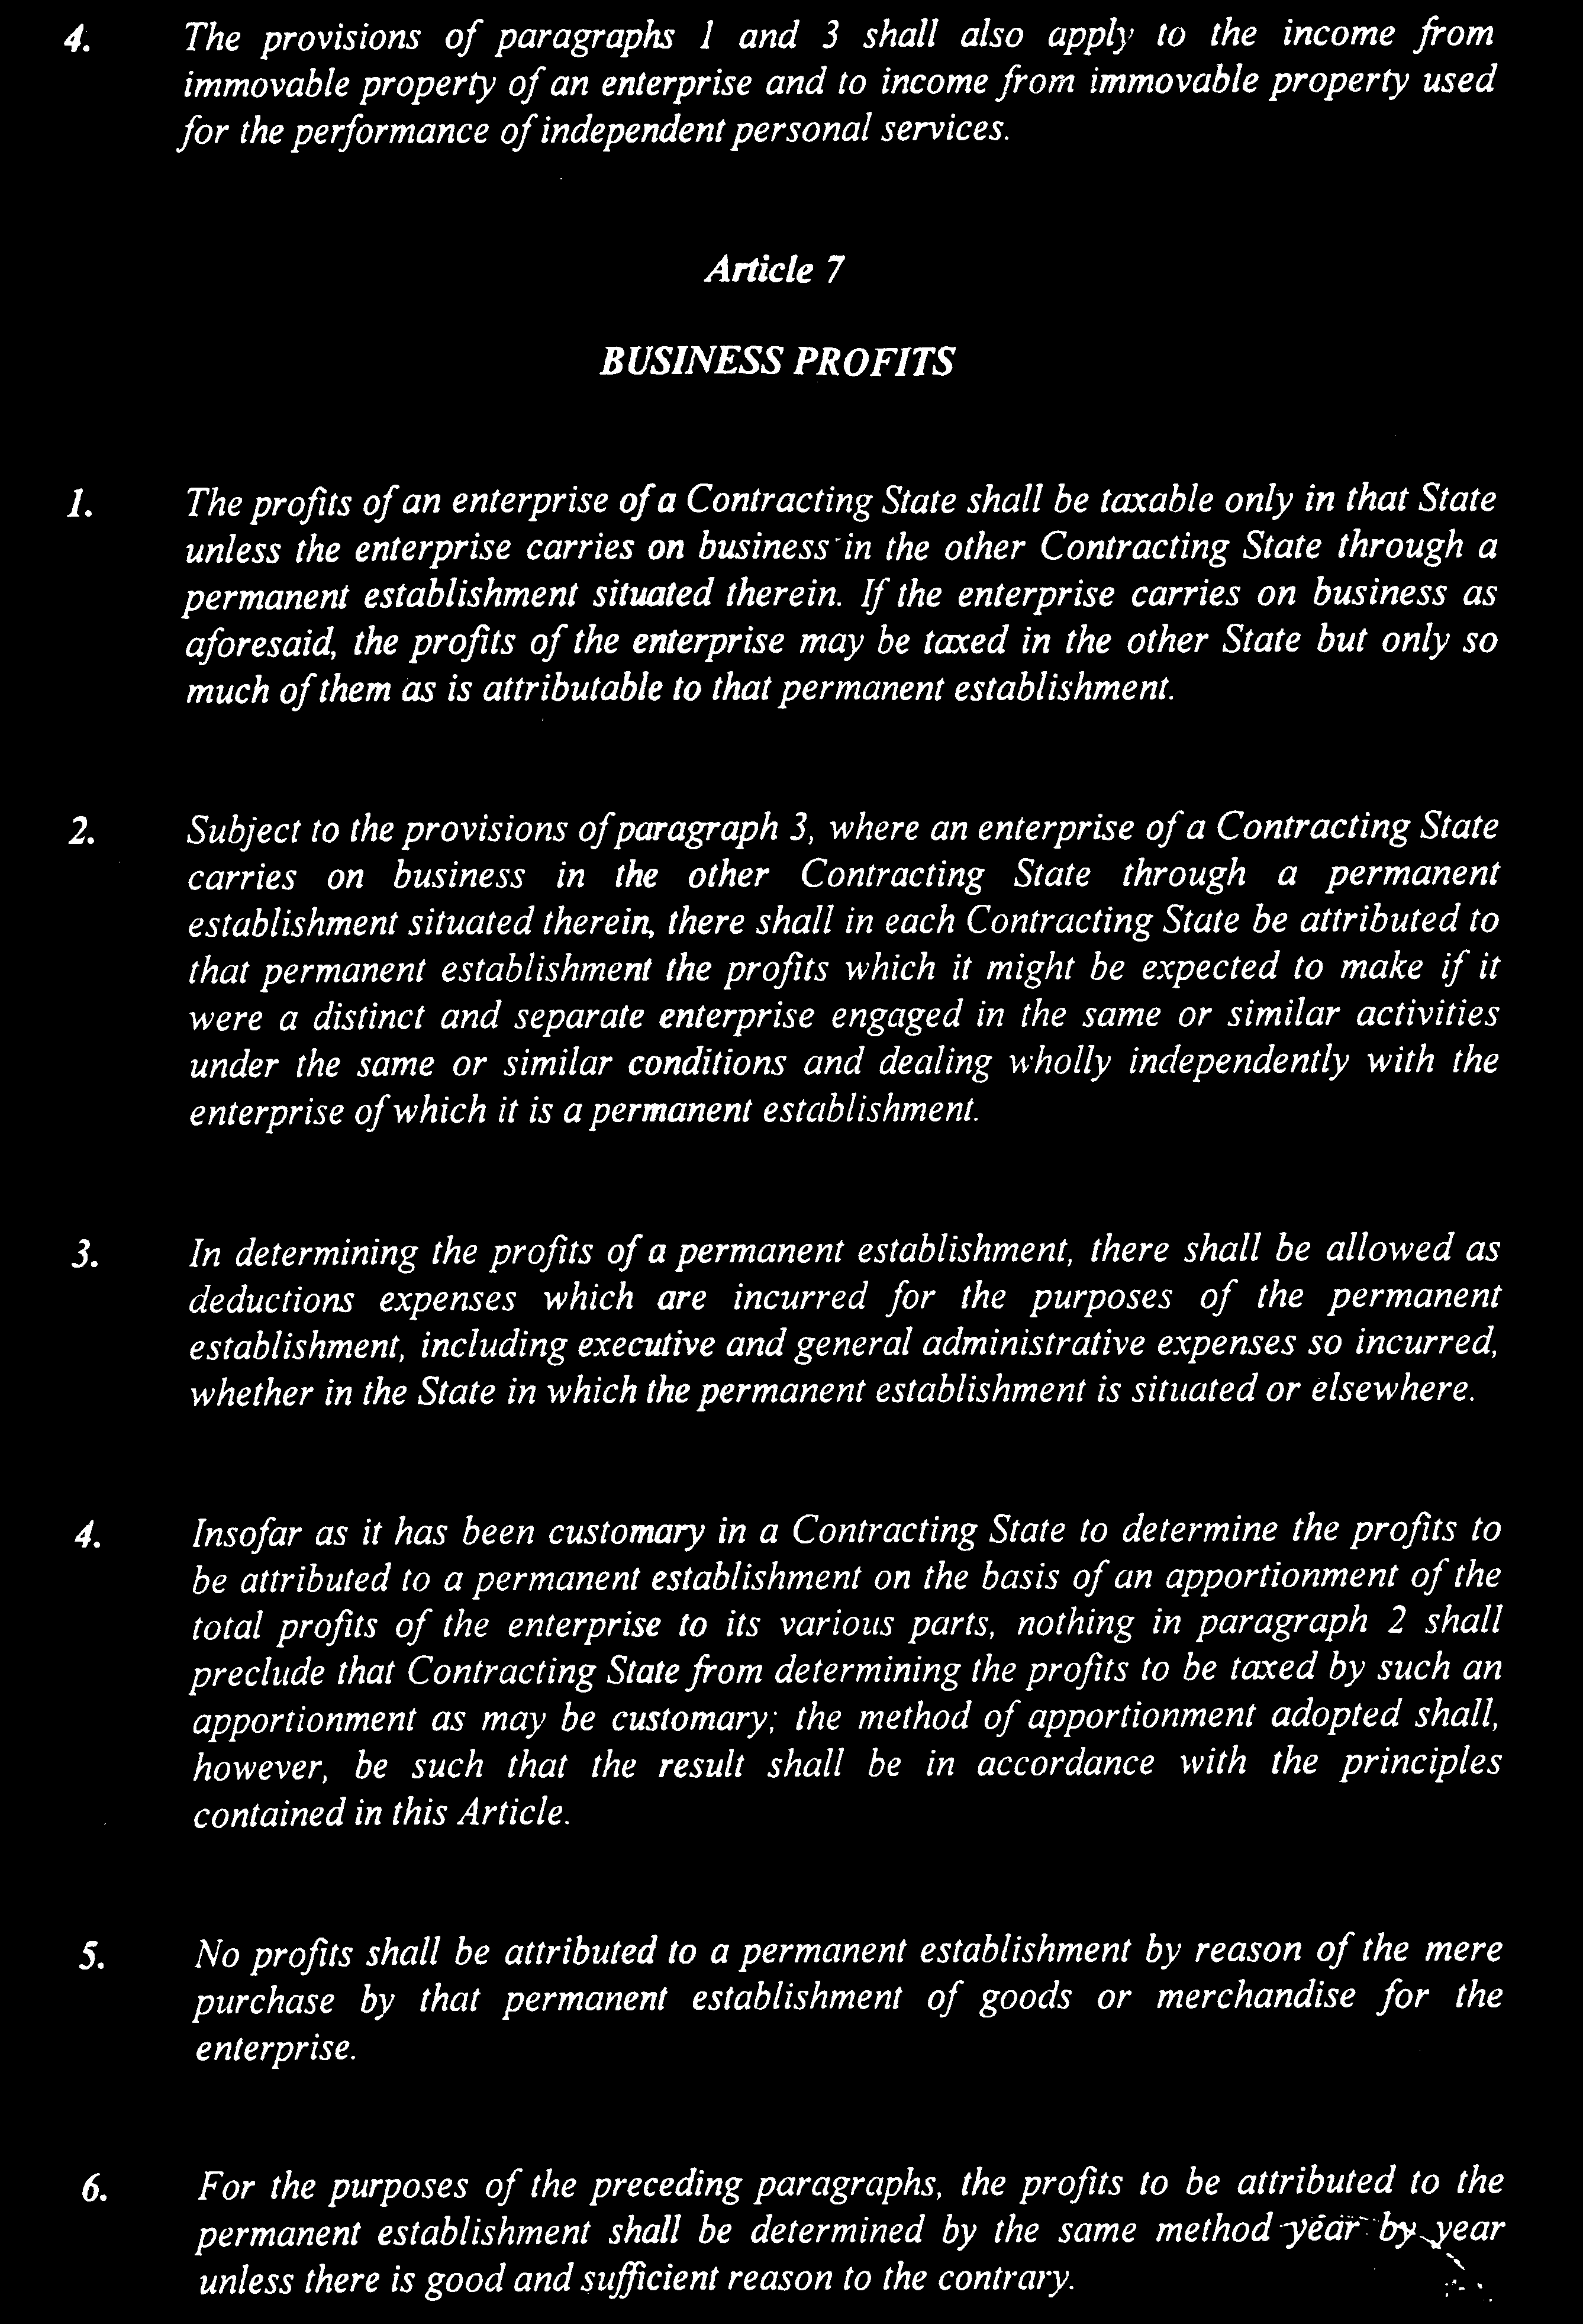 4. The provisions of paragraphs 1 and 3 shall also apply to the income from
immovable property of an enterprise and to income from immovable property used
for the performance of independent personal services.
Article 7
BUSINESS PROFITS
1. The profits of an enterprise of a Contracting State shall be taxable only in that State
unless the enterprise carries on business in the other Contracting State through a
permanent establishment situated therein. If the enterprise carries on business as
aforesaid, the profits of the enterprise may be taxed in the other State but only so
much of them as is attributable to that permanent establishment.
2. Subject to the provisions of paragraph 3, where an enterprise of a Contracting State
carries on business in the other Contracting State through a permanent
establishment situated therein, there shall in each Contracting State be attributed to
that permanent establishment the profits which it might be expected to make if it
were a distinct and separate enterprise engaged in the same or similar activities
under the same or similar conditions and dealing wholly independently with the
enterprise of which it is a permanent establishment.
3. In determining the profits of a permanent establishment, there shall be allowed as
deductions expenses which are incurred for the purposes of the permanent
establishment, including executive and general administrative expenses so incurred,
whether in the State in which the permanent establishment is situated or elsewhere.
4. Insofar as it has been customary in a Contracting State to determine the profits to
be attributed to a permanent establishment on the basis of an apportionment of the
total profits of the enterprise to its various parts, nothing in paragraph 2 shall
preclude that Contracting State from determining the profits to be taxed by such an
apportionment as may be customary; the method of apportionment adopted shall,
however, be such that the result shall be in accordance with the principles
contained in this Article.
5. No profits shall be attributed to a permanent establishment by reason of the mere
purchase by that permanent establishment of goods or merchandise for the
enterprise.
6. For the purposes of the preceding paragraphs, the profits to be attributed to the
permanent establishment shall be determined by the same method year by year
unless there is good and sufficient reason to the contrary.